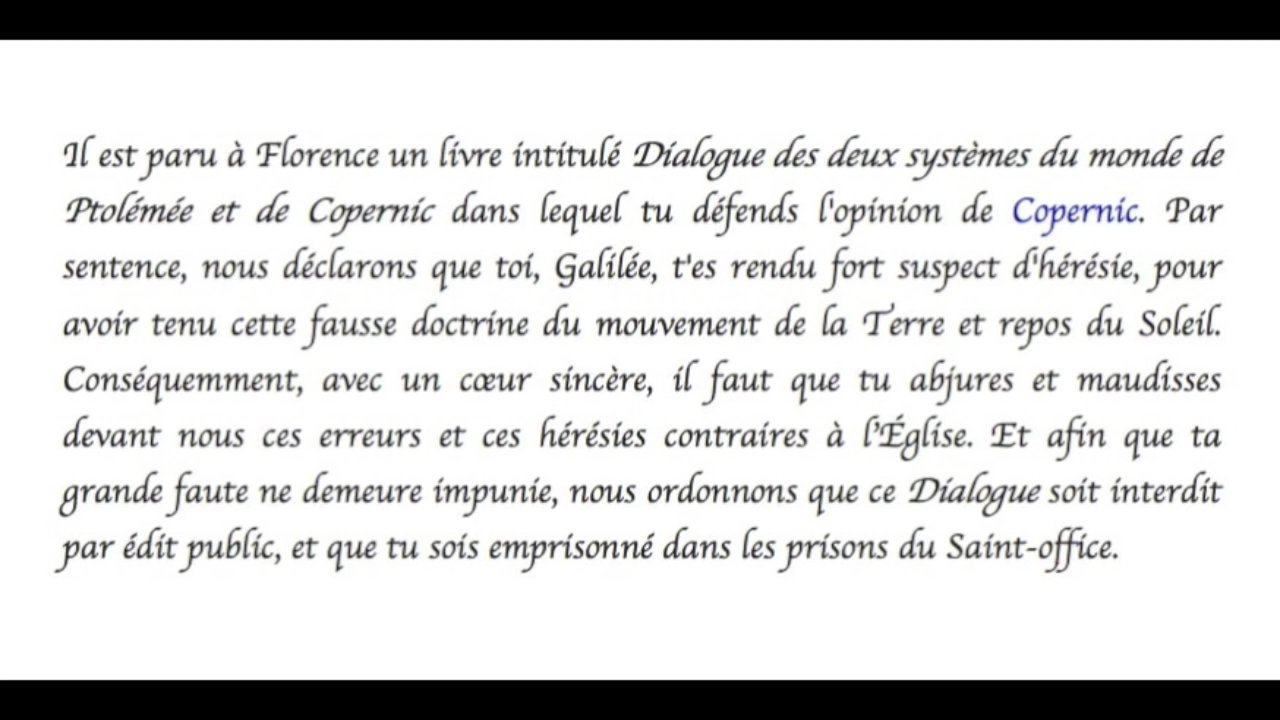 Il est paru à Florence un livre intitulé Dialogue des deux systèmes du monde de
Ptolémée et de Copernic dans lequel tu défends l'opinion de Copernic. Par
sentence, nous déclarons que toi, Galilée, t'es rendu fort suspect d'hérésie, pour
avoir tenu cette fausse doctrine du mouvement de la Terre et repos du Soleil.
Conséquemment, avec un cœur sincère, il faut que tu abjures et maudisses
devant nous ces erreurs et ces hérésies contraires à l’Église. Et afin que ta
grande faute ne demeure impunie, nous ordonnons que ce Dialogue soit interdit
par édit public, et que tu sois emprisonné dans les prisons du Saint-office.